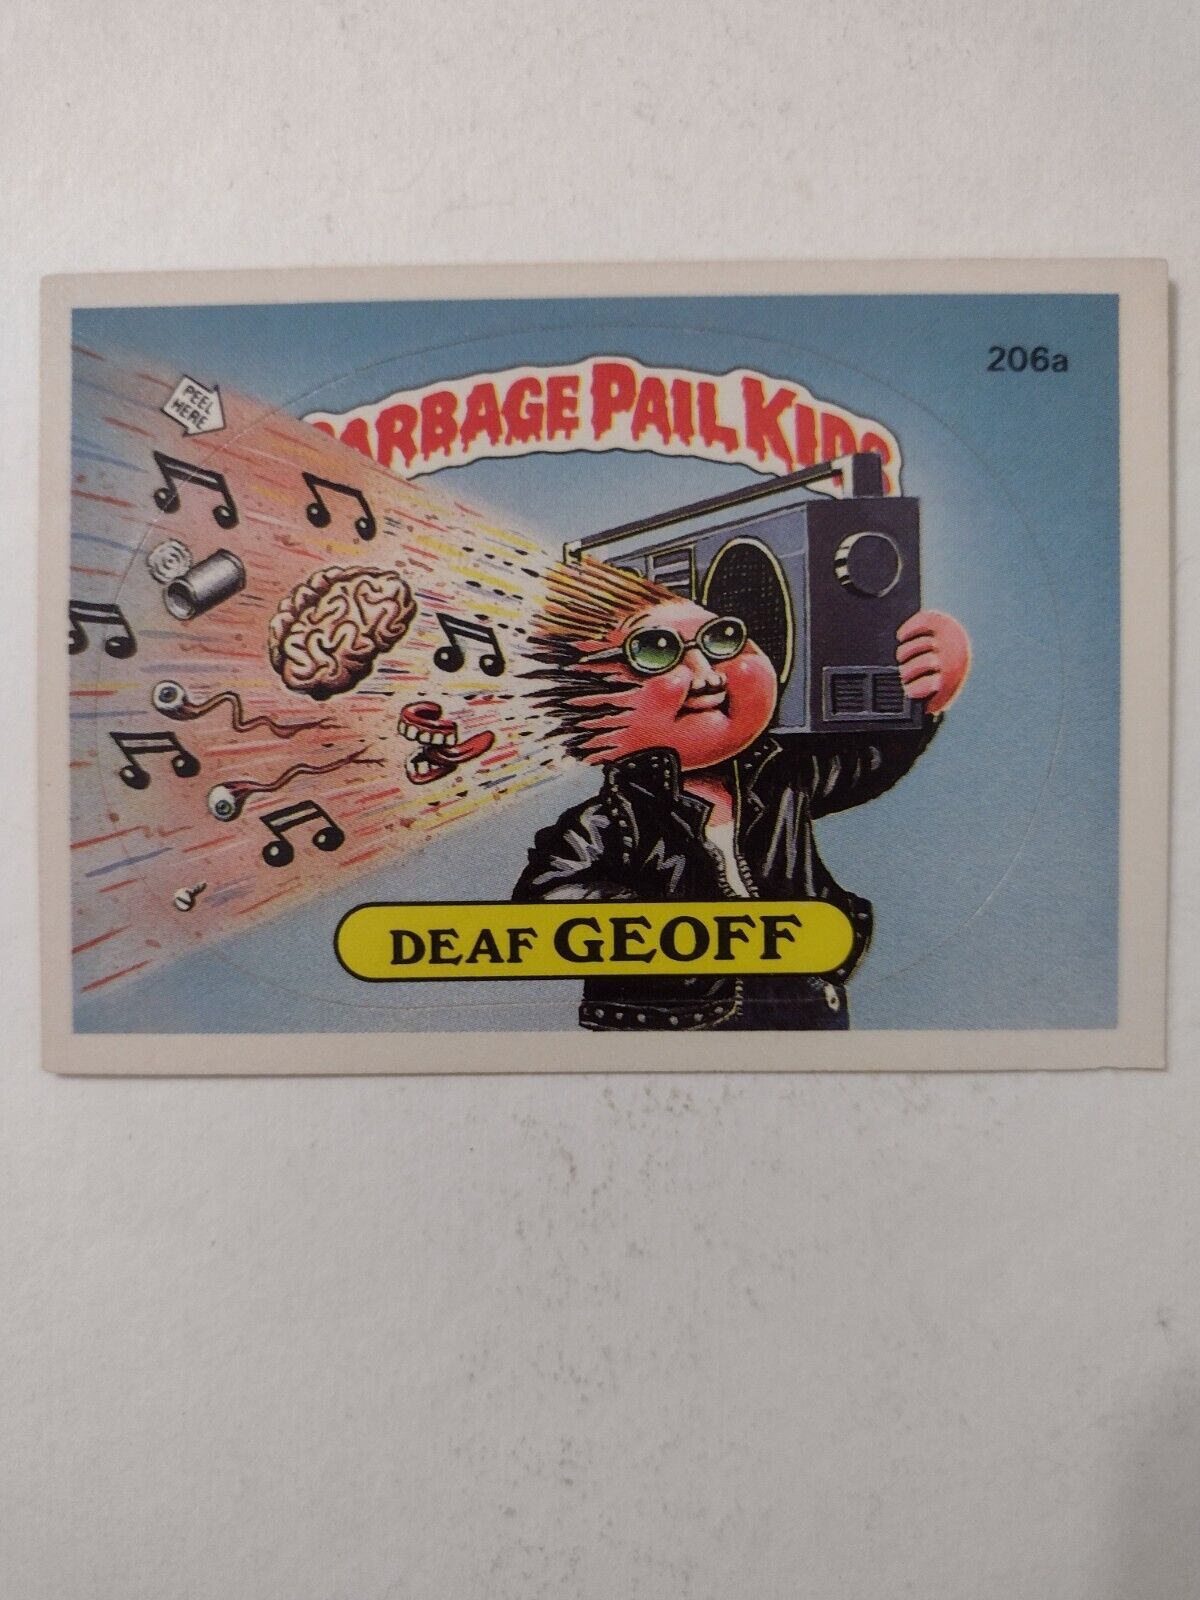 206a
PEEL
HERE
GARBAGE PAIL KIDS
DEAF GEOFF